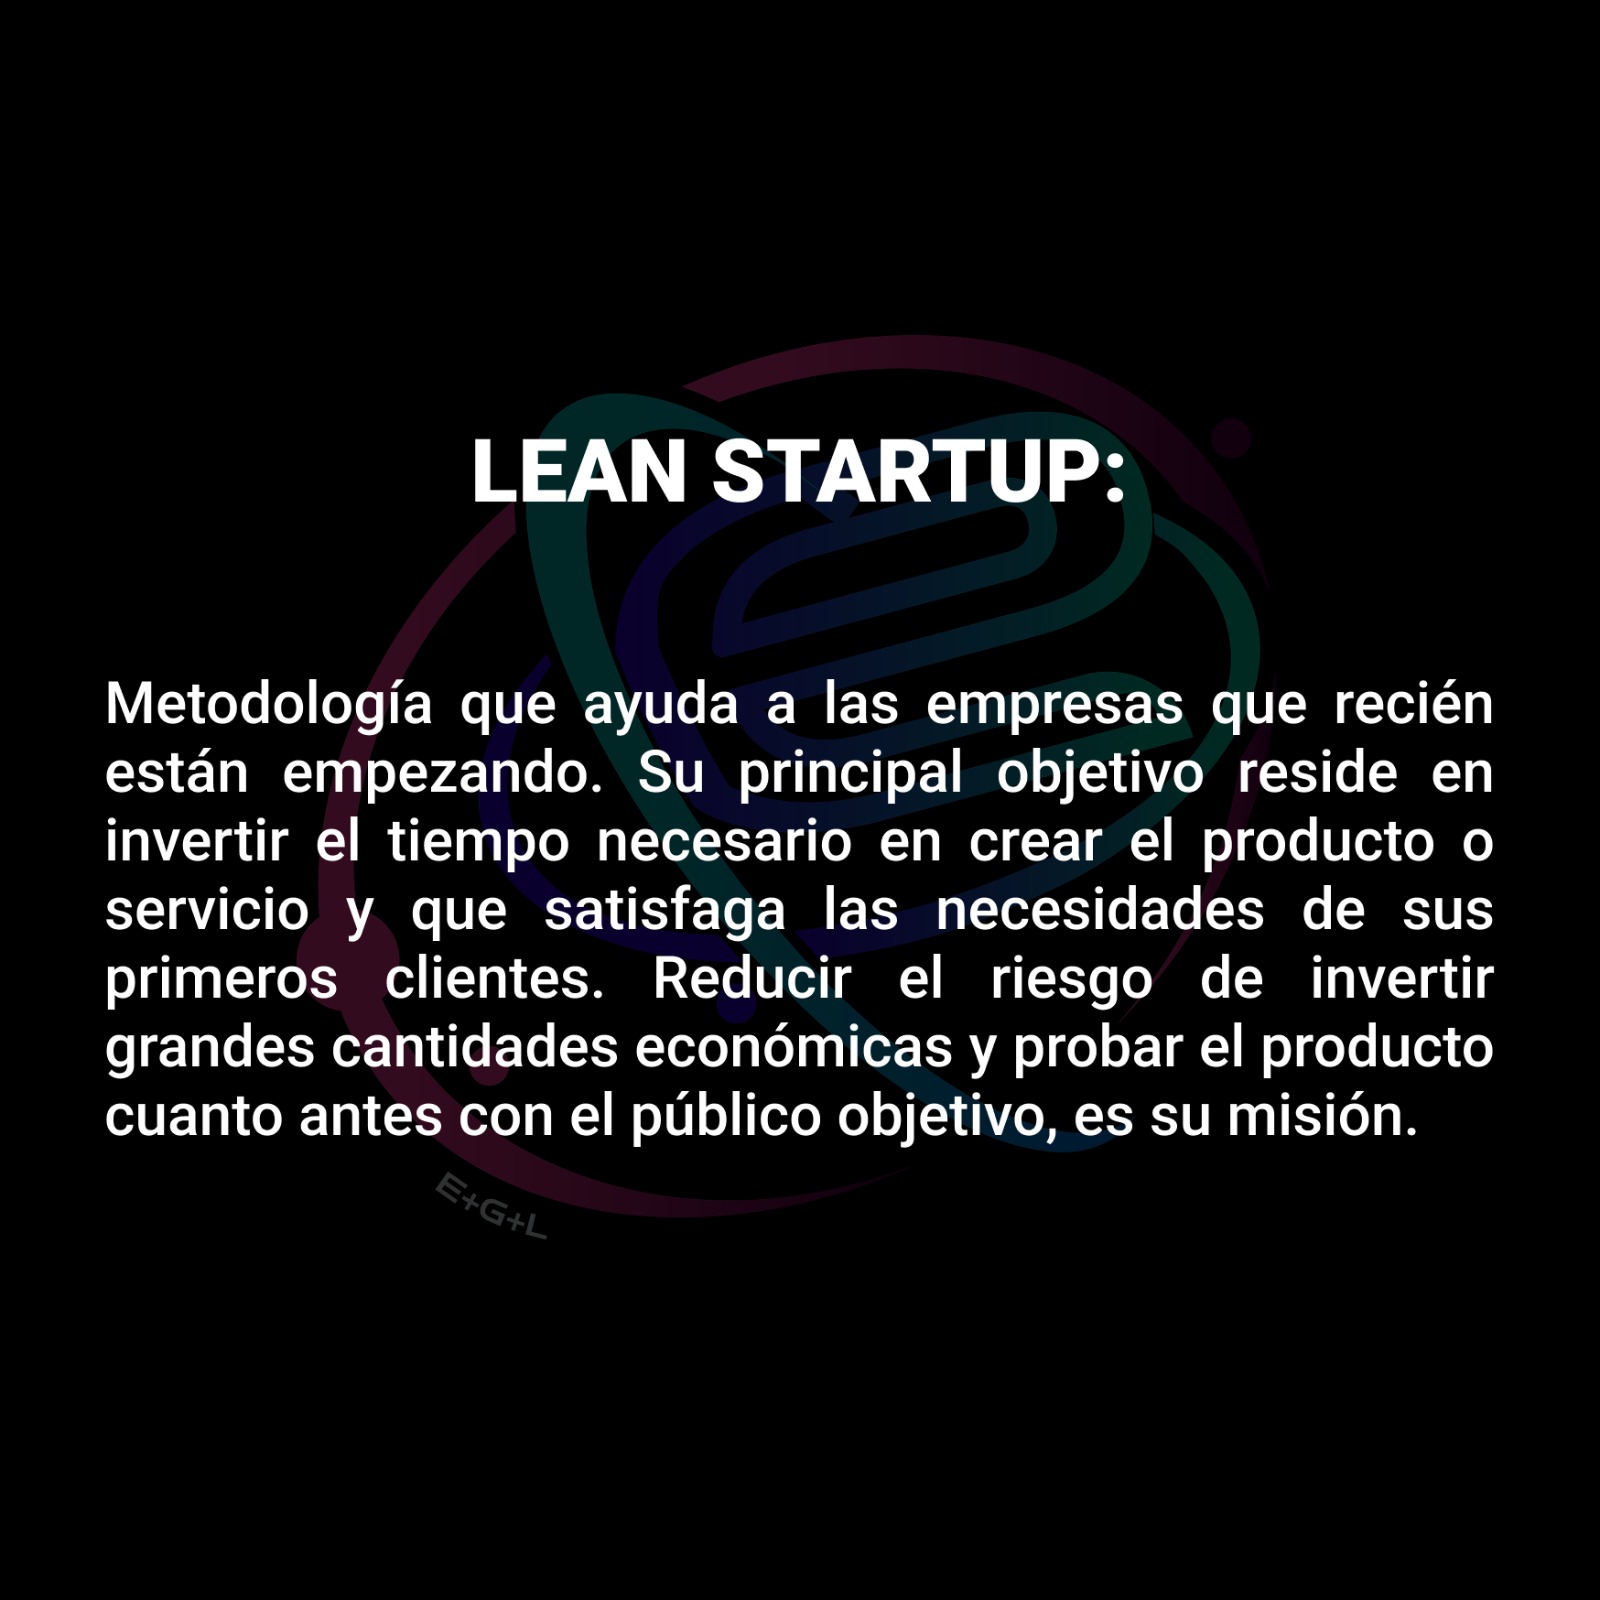 LEAN STARTUP:
Metodología que ayuda a las empresas que recién
están empezando. Su principal objetivo reside en
invertir el tiempo necesario en crear el producto o
servicio y que satisfaga las necesidades de sus
primeros clientes. Reducir el riesgo de invertir
grandes cantidades económicas y probar el producto
cuanto antes con el público objetivo, es su misión.
E+G+L